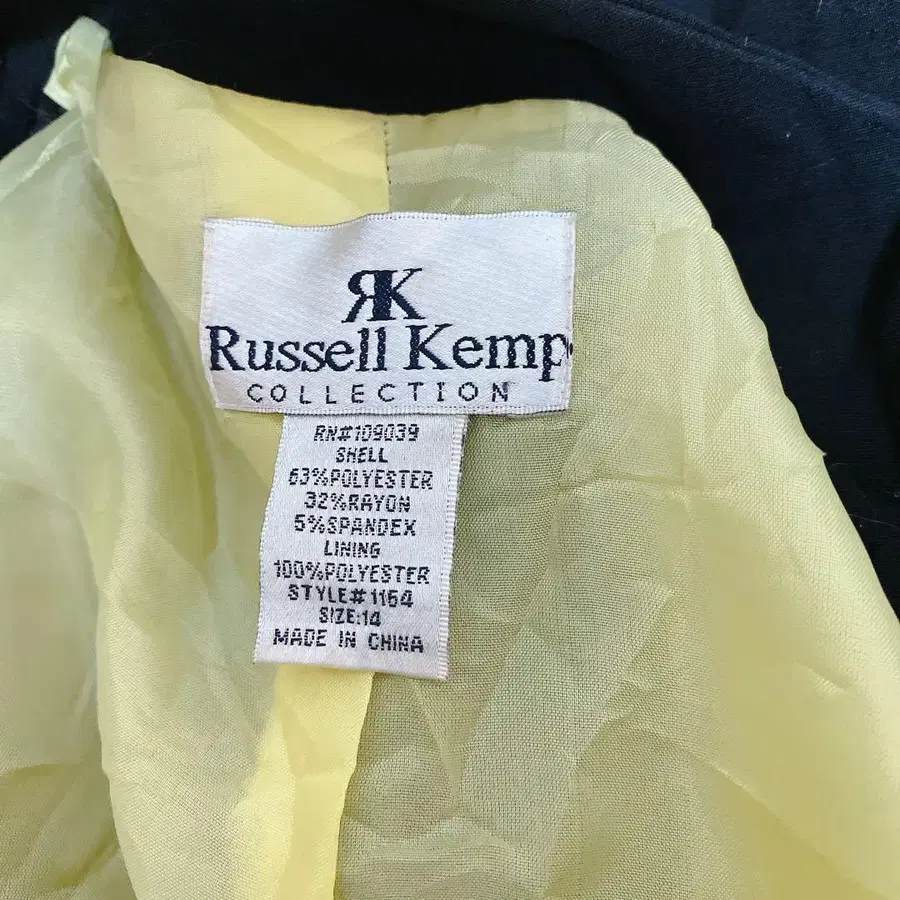 RK
Russell Kemp
COLLECTION
RN#109039
SHELL
63%POLYESTER
32%RAYON
5%SPANDEX
LINING
100%POLYESTER
STYLE#1164
SIZE:14
MADE IN CHINA